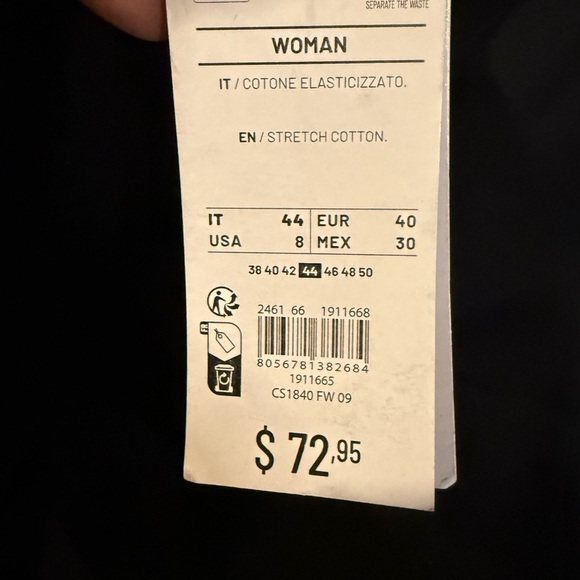 SEPARATE THE WASTE
WOMAN
IT / COTONE ELASTICIZZATO.
EN / STRETCH COTTON.
IT 44 EUR 40
USA 8 MEX 30
38 40 42 44 46 48 50
2461 66 1911668
FR
8056781382684
1911665
CS1840 FW 09
$ 72,95